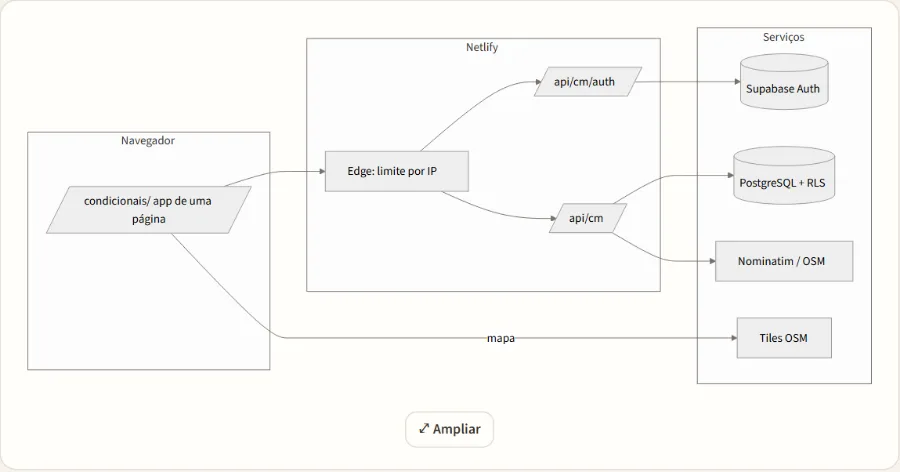 Serviços
Netlify
api/cm/auth
Supabase Auth
Navegador
Edge: limite por IP
PostgreSQL + RLS
condicionais/ app de uma
página
api/cm
Nominatim / OSM
mapa
Tiles OSM
Ampliar